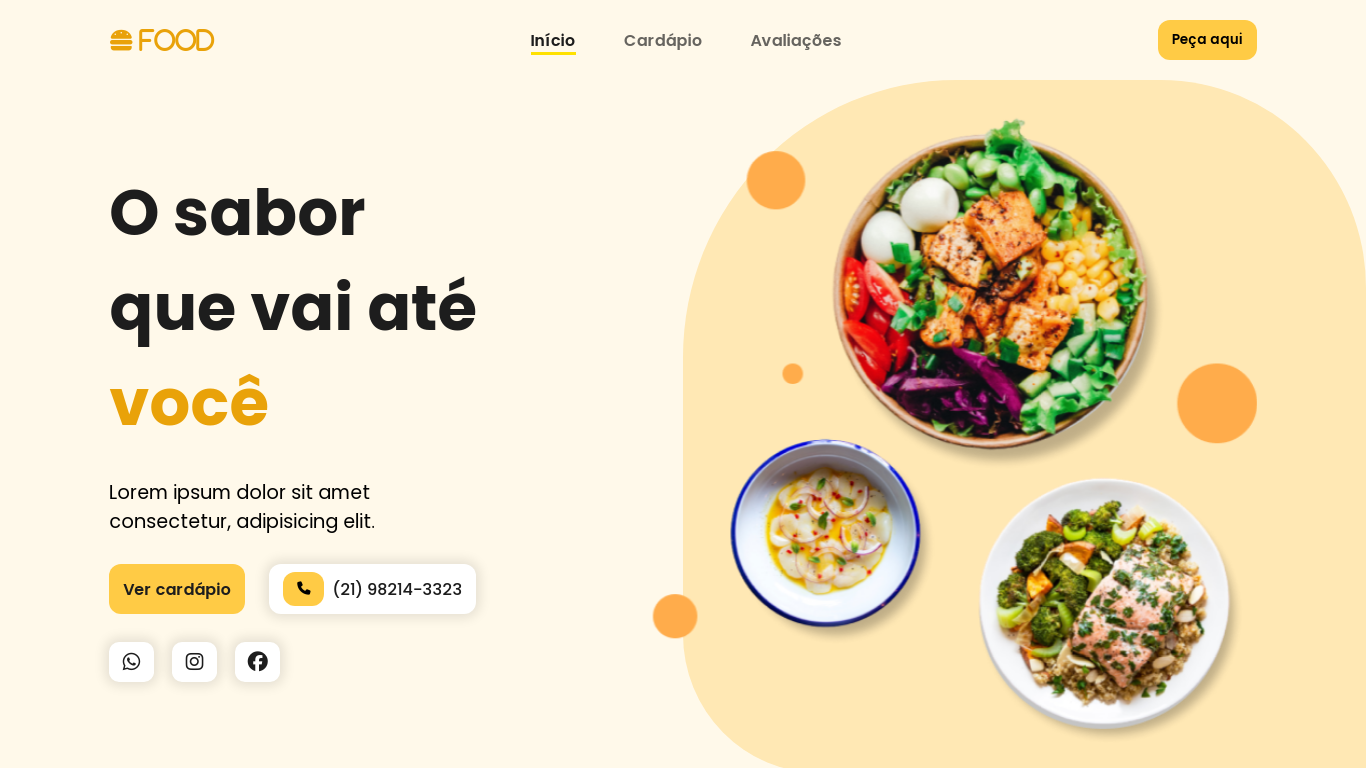 FOOD
Início
Cardápio
Avaliações
Peça aqui
O sabor
que vai até
você
Lorem ipsum dolor sit amet
consectetur, adipisicing elit.
Ver cardápio
(21) 98214-3323